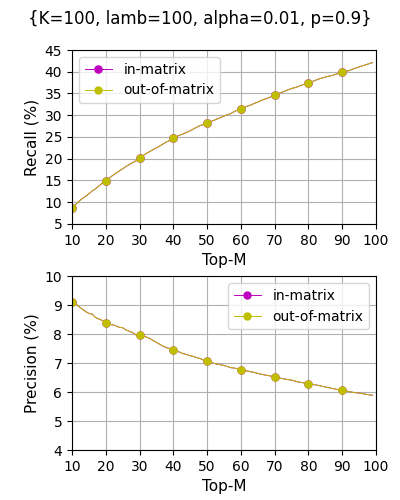 {K=100, lamb=100, alpha=0.01, p=0.9}
45
40
35
30
25
20
15
10
5
Recall (%)
in-matrix
out-of-matrix
10 20 30 40 50 60 70 80 90 100
Top-M
10
9
8
7
6
5
4
Precision (%)
in-matrix
out-of-matrix
10 20 30 40 50 60 70 80 90 100
Top-M